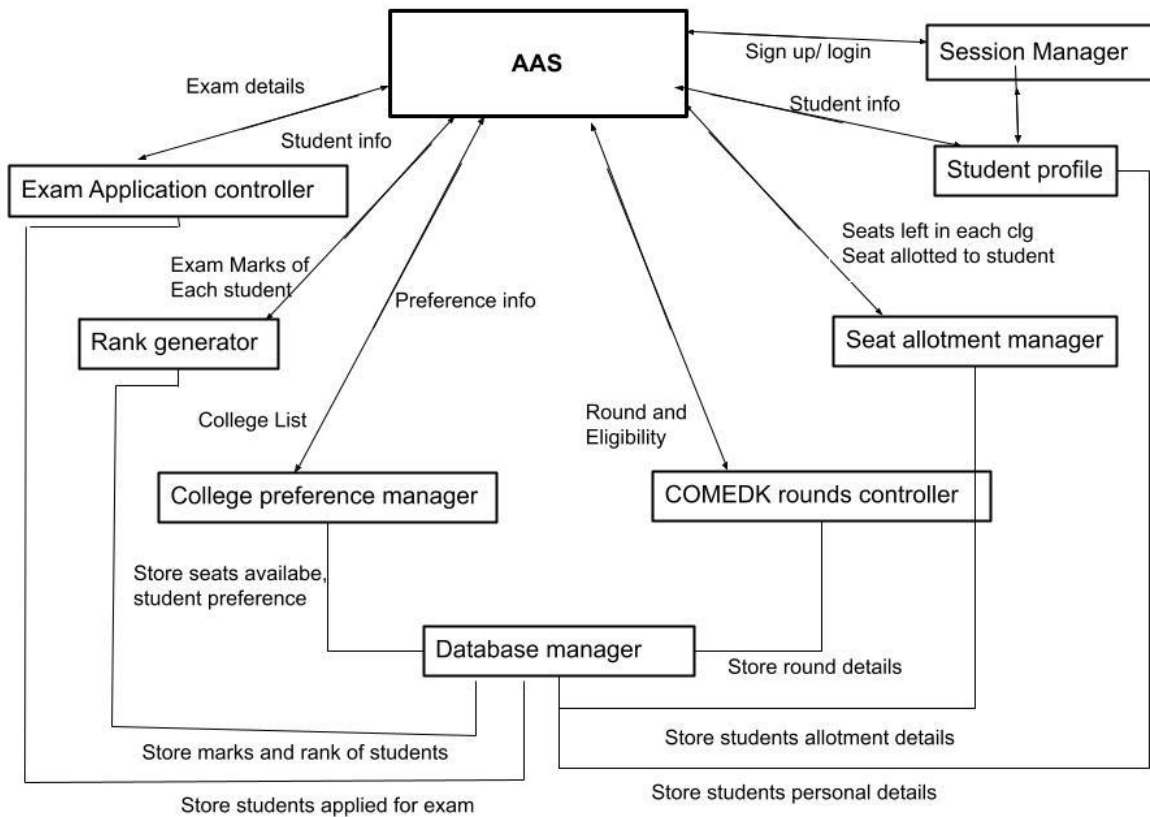 AAS
Sign up/ login
Session Manager
Exam details
Student info
Student info
Exam Application controller
Student profile
Seats left in each clg
Seat allotted to student
Exam Marks of
Each student
Preference info
Rank generator
Seat allotment manager
College List
Round and
Eligibility
College preference manager
COMEDK rounds controller
Store seats availabe,
student preference
Database manager
Store round details
Store marks and rank of students
Store students allotment details
Store students applied for exam
Store students personal details